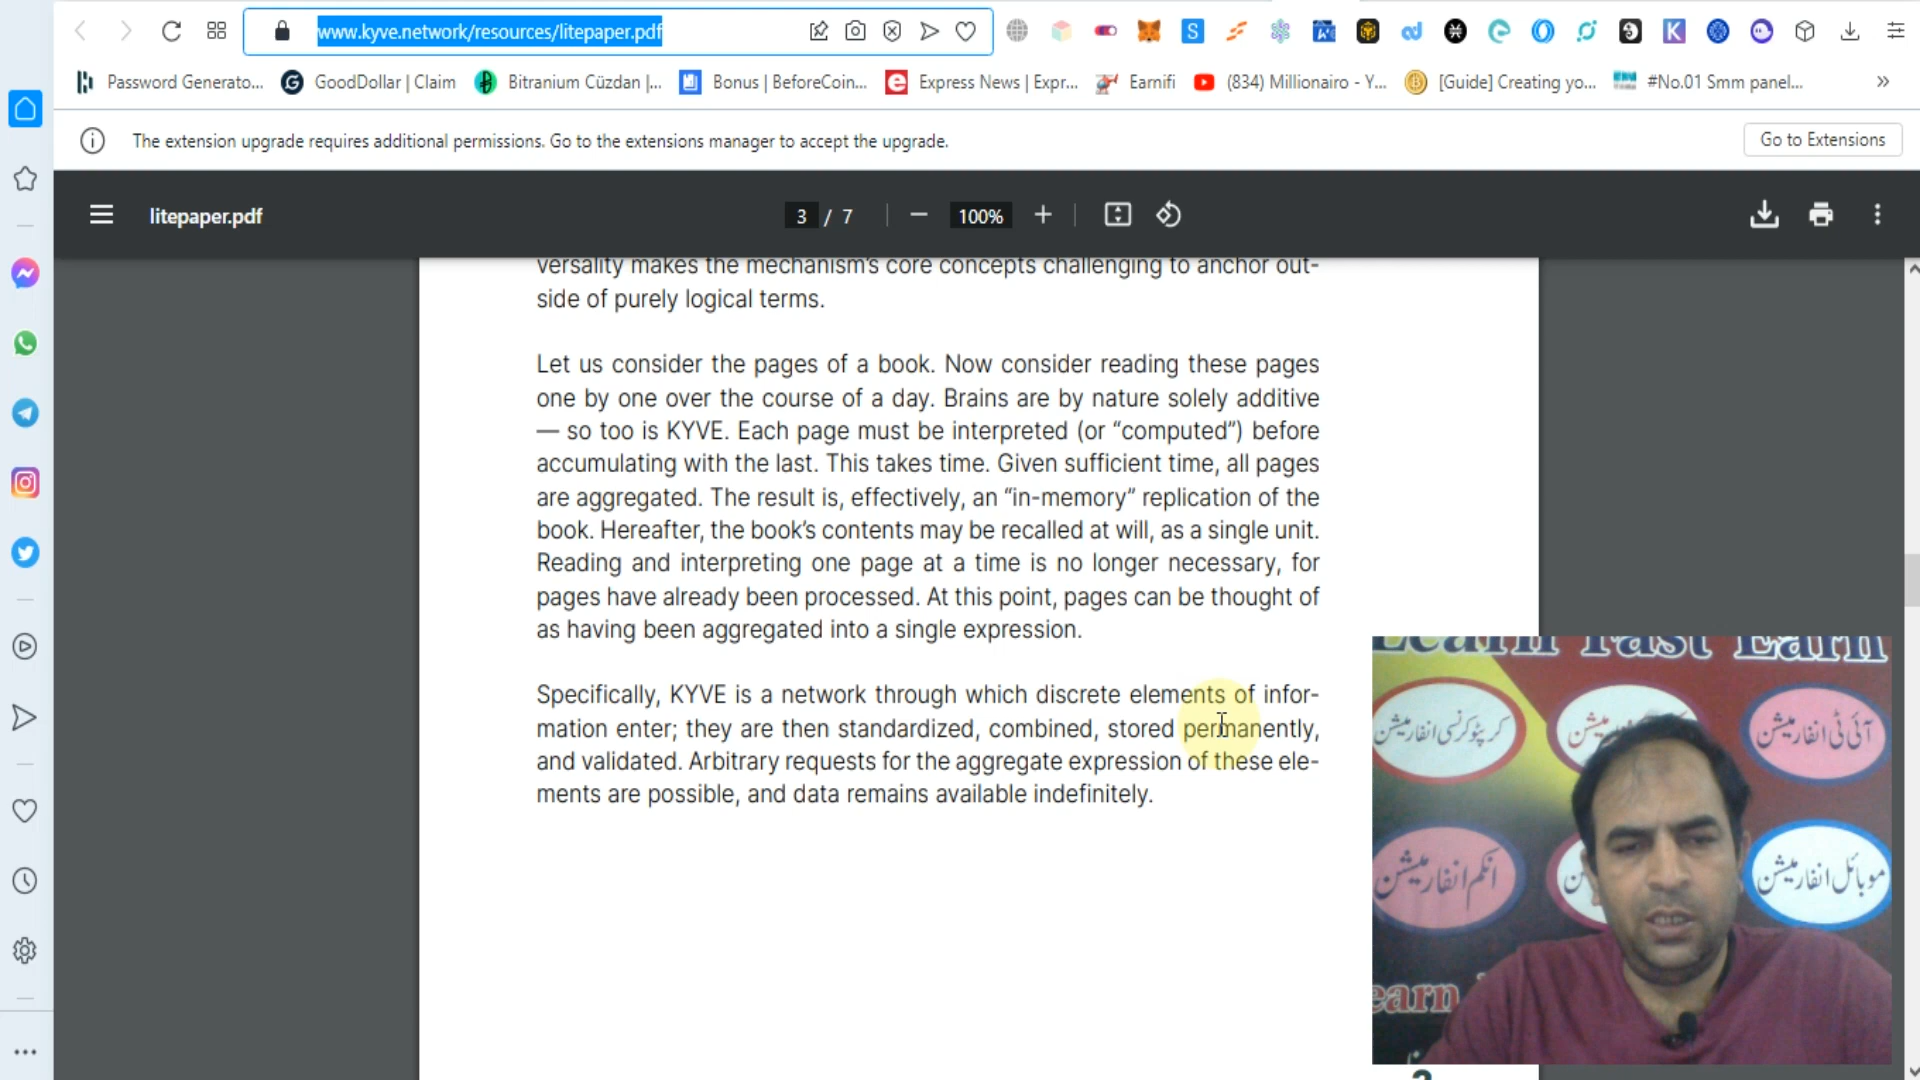 www.kyve.network/resources/litepaper.pdf
Password Generato... GoodDollar | Claim Bitranium Cüzdan |... Bonus | BeforeCoin... Express News | Expr... Earnifi (834) Millionairo - Y... [Guide] Creating yo... #No.01 Smm panel...
The extension upgrade requires additional permissions. Go to the extensions manager to accept the upgrade. Go to Extensions
litepaper.pdf 3 / 7 100%
versality makes the mechanism's core concepts challenging to anchor out-
side of purely logical terms.
Let us consider the pages of a book. Now consider reading these pages
one by one over the course of a day. Brains are by nature solely additive
— so too is KYVE. Each page must be interpreted (or “computed”) before
accumulating with the last. This takes time. Given sufficient time, all pages
are aggregated. The result is, effectively, an “in-memory” replication of the
book. Hereafter, the book's contents may be recalled at will, as a single unit.
Reading and interpreting one page at a time is no longer necessary, for
pages have already been processed. At this point, pages can be thought of
as having been aggregated into a single expression.
Specifically, KYVE is a network through which discrete elements of infor-
mation enter; they are then standardized, combined, stored permanently,
and validated. Arbitrary requests for the aggregate expression of these ele-
ments are possible, and data remains available indefinitely.
Learn Fast Earn
کرپٹو کرنسی انفارمیشن
آئی ٹی انفارمیشن
انکم انفارمیشن
موبائل انفارمیشن
earn